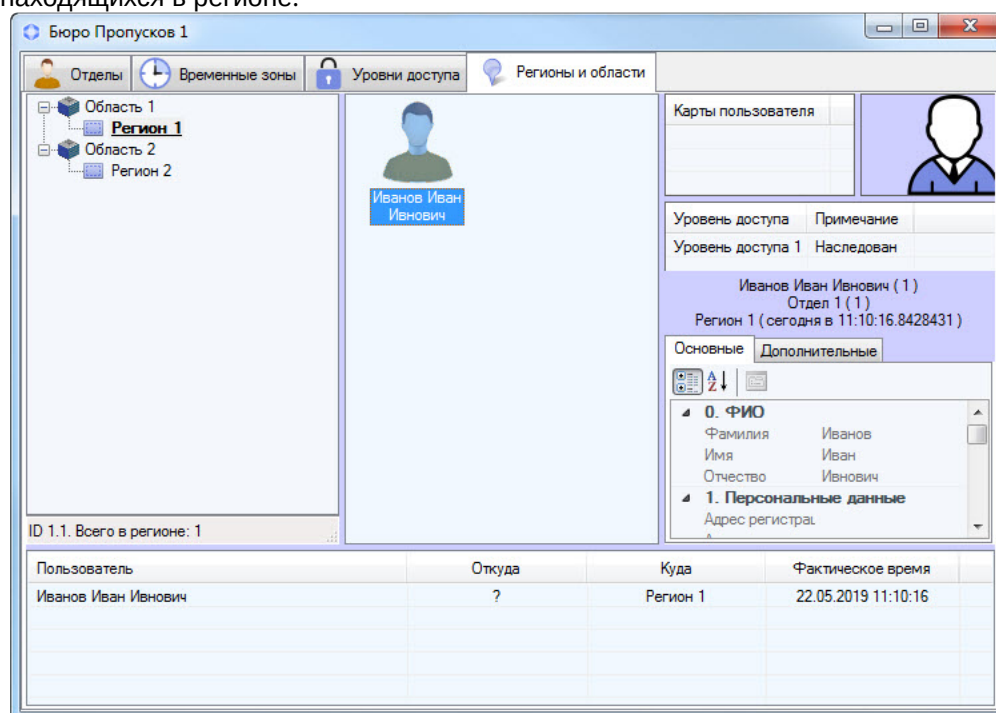 находящихся в регионе.
Бюро Пропусков 1
Отделы Временные зоны Уровни доступа Регионы и области
Область 1
Регион 1
Область 2
Регион 2
ID 1.1. Всего в регионе: 1
Иванов Иван
Ивнович
Карты пользователя
Уровень доступа Примечание
Уровень доступа 1 Наследован
Иванов Иван Ивнович ( 1 )
Отдел 1 ( 1 )
Регион 1 ( сегодня в 11:10:16.8428431 )
Основные Дополнительные
0. ФИО
Фамилия Иванов
Имя Иван
Отчество Ивнович
1. Персональные данные
Адрес регистрац
Пользователь Откуда Куда Фактическое время
Иванов Иван Ивнович ? Регион 1 22.05.2019 11:10:16